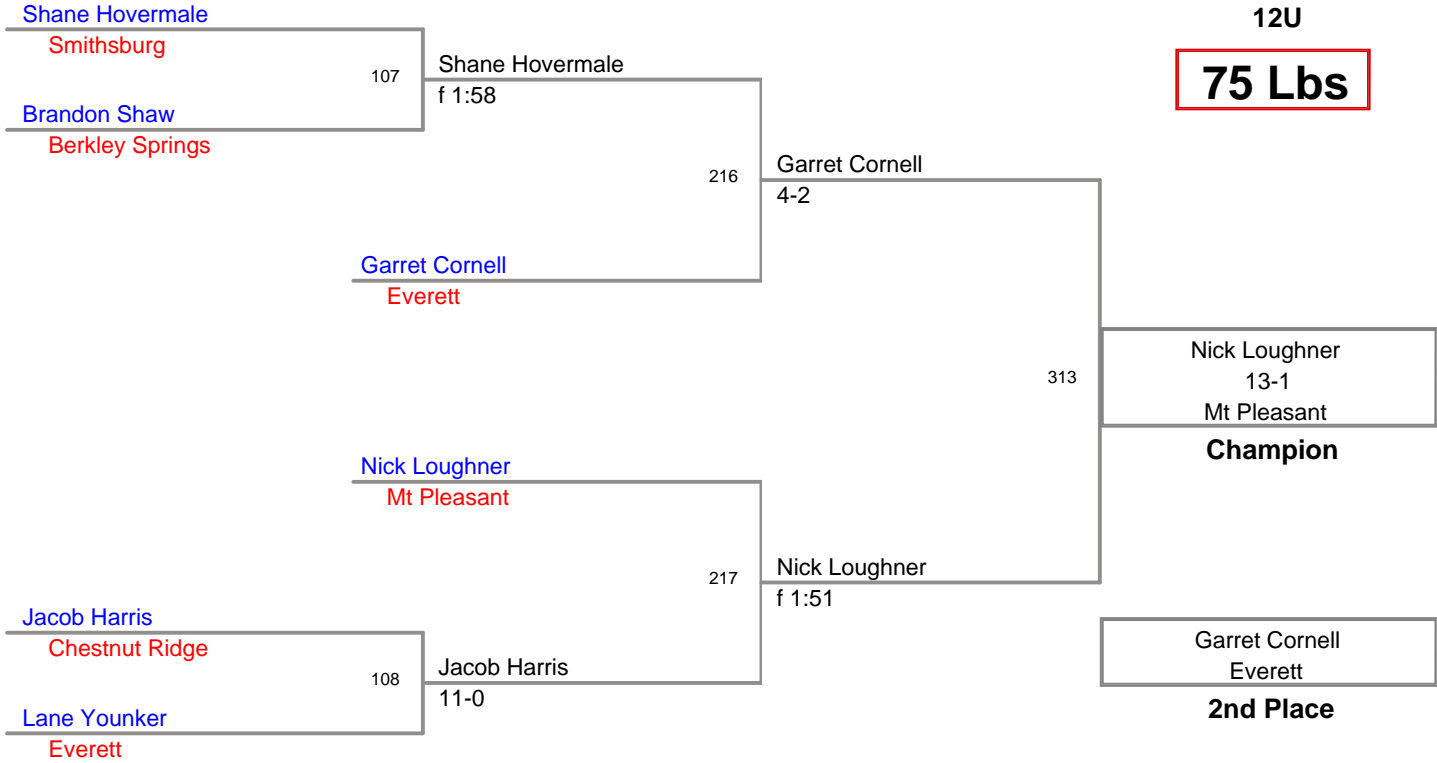 Shane Hovermale
Smithsburg
107
Shane Hovermale
f 1:58
Brandon Shaw
Berkley Springs
12U
75 Lbs
216
Garret Cornell
4-2
Garret Cornell
Everett
313
Nick Loughner
13-1
Mt Pleasant
Champion
Nick Loughner
Mt Pleasant
217
Nick Loughner
f 1:51
Jacob Harris
Chestnut Ridge
108
Jacob Harris
11-0
Lane Younker
Everett
Garret Cornell
Everett
2nd Place